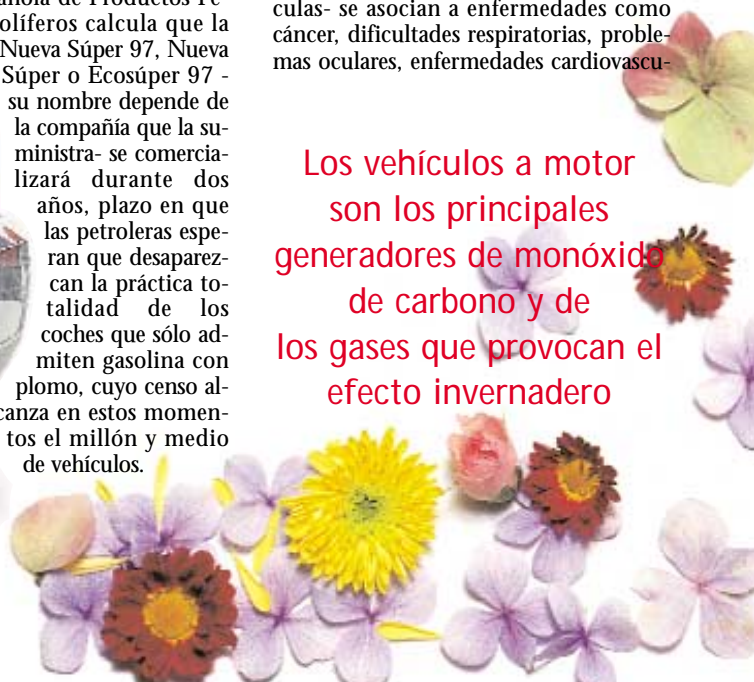 Nueva Súper 97, Nueva
Súper o Ecosúper 97 -
su nombre depende de
la compañía que la su-
ministra- se comercia-
lizará durante dos
años, plazo en que
las petroleras espe-
ran que desaparez-
can la práctica to-
talidad de los
coches que sólo ad-
miten gasolina con
plomo, cuyo censo al-
canza en estos momen-
tos el millón y medio
de vehículos.
culas- se asocian a enfermedades como
cáncer, dificultades respiratorias, proble-
mas oculares, enfermedades cardiovascu-
Los vehículos a motor
son los principales
generadores de monóxido
de carbono y de
los gases que provocan el
efecto invernadero